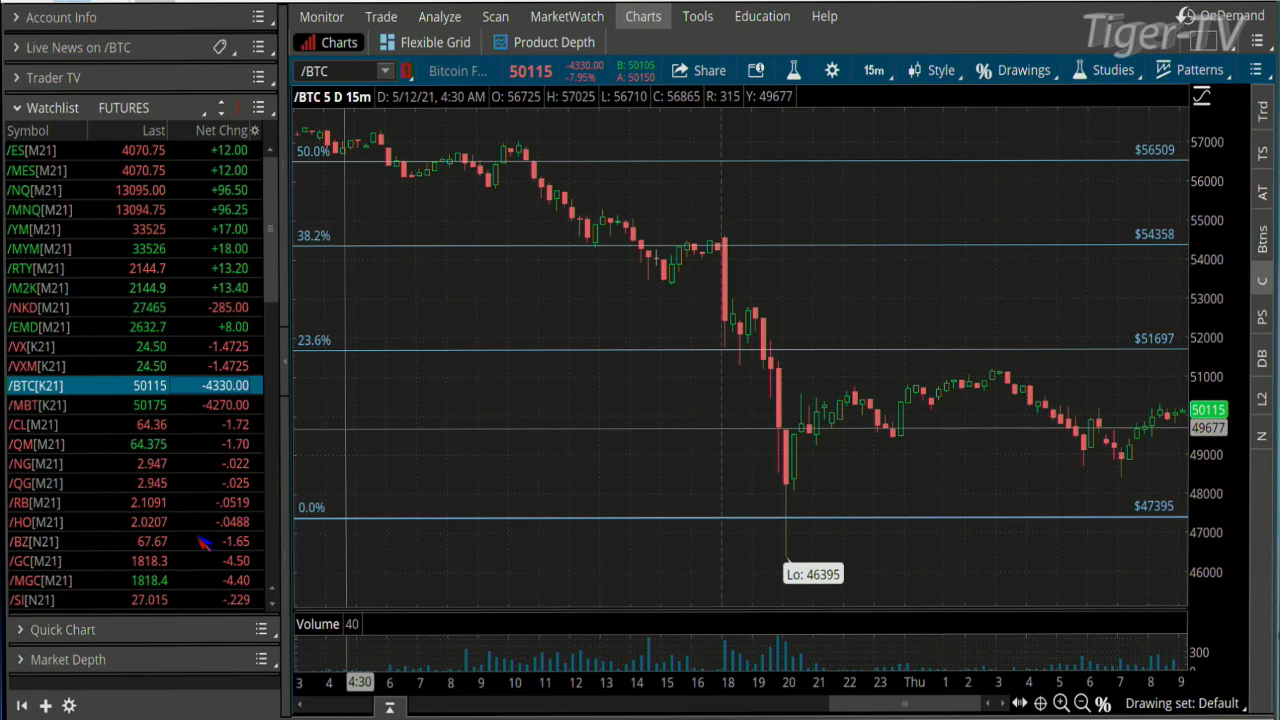 Account Info
Live News on /BTC
Trader TV
Watchlist FUTURES
Symbol Last Net Chng
/ES[M21] 4070.75 +12.00
/MES[M21] 4070.75 +12.00
/NQ[M21] 13095.00 +96.50
/MNQ[M21] 13094.75 +96.25
/YM[M21] 33525 +17.00
/MYM[M21] 33526 +18.00
/RTY[M21] 2144.7 +13.20
/M2K[M21] 2144.9 +13.40
/NKD[M21] 27465 -285.00
/EMD[M21] 2632.7 +8.00
/VX[K21] 24.50 -1.4725
/VXM[K21] 24.50 -1.4725
/BTC[K21] 50115 -4330.00
/MBT[K21] 50175 -4270.00
/CL[M21] 64.36 -1.72
/QM[M21] 64.375 -1.70
/NG[M21] 2.947 -.022
/QG[M21] 2.945 -.025
/RB[M21] 2.1091 -.0519
/HO[M21] 2.0207 -.0488
/BZ[N21] 67.67 -1.65
/GC[M21] 1818.3 -4.50
/MGC[M21] 1818.4 -4.40
/SI[N21] 27.015 -.229
Quick Chart
Market Depth
Monitor Trade Analyze Scan MarketWatch Charts Tools Education Help
OnDemand
Tiger-TV
Charts Flexible Grid Product Depth
/BTC 1 Bitcoin F... 50115 -4330.00 -7.95% B: 50105 A: 50150 Share 15m Style Drawings Studies Patterns
/BTC 5 D 15m D: 5/12/21, 4:30 AM O: 56725 H: 57025 L: 56710 C: 56865 R: 315 Y: 49677
50.0% $56509
38.2% $54358
23.6% $51697
0.0% $47395
Lo: 46395
57000
56000
55000
54000
53000
52000
51000
50115
49677
49000
48000
47000
46000
Volume 40
300
0
3 4 4:30 6 7 8 9 10 11 12 13 14 15 16 17 18 19 20 21 22 23 Thu 1 2 3 4 5 6 7 8 9
Drawing set: Default
Trd
TS
AT
Btns
C
PS
DB
L2
N